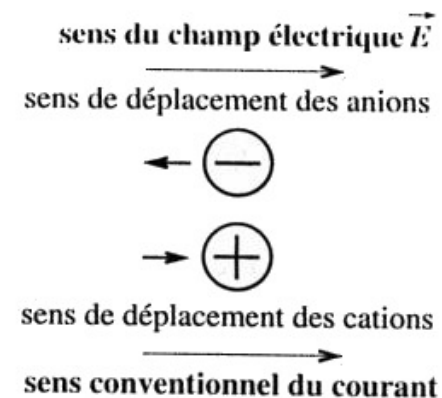 sens du champ électrique E
sens de déplacement des anions
−
+
sens de déplacement des cations
sens conventionnel du courant